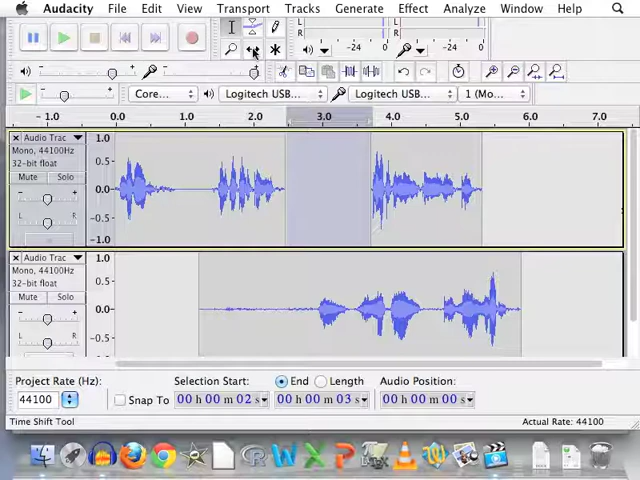 Audacity File Edit View Transport Tracks Generate Effect Analyze Window Help
L
R
-24 0
L
R
-24 0
Core... Logitech USB... Logitech USB... 1 (Mo...
-1.0 0.0 1.0 2.0 3.0 4.0 5.0 6.0 7.0
Audio Trac
Mono, 44100Hz
32-bit float
Mute Solo
- +
L R
1.0
0.5
0.0
-0.5
-1.0
Audio Trac
Mono, 44100Hz
32-bit float
Mute Solo
- +
L R
1.0
0.5
0.0
-0.5
Project Rate (Hz): Selection Start: End Length Audio Position:
44100 Snap To 00 h 00 m 02 s 00 h 00 m 03 s 00 h 00 m 00 s
Time Shift Tool Actual Rate: 44100